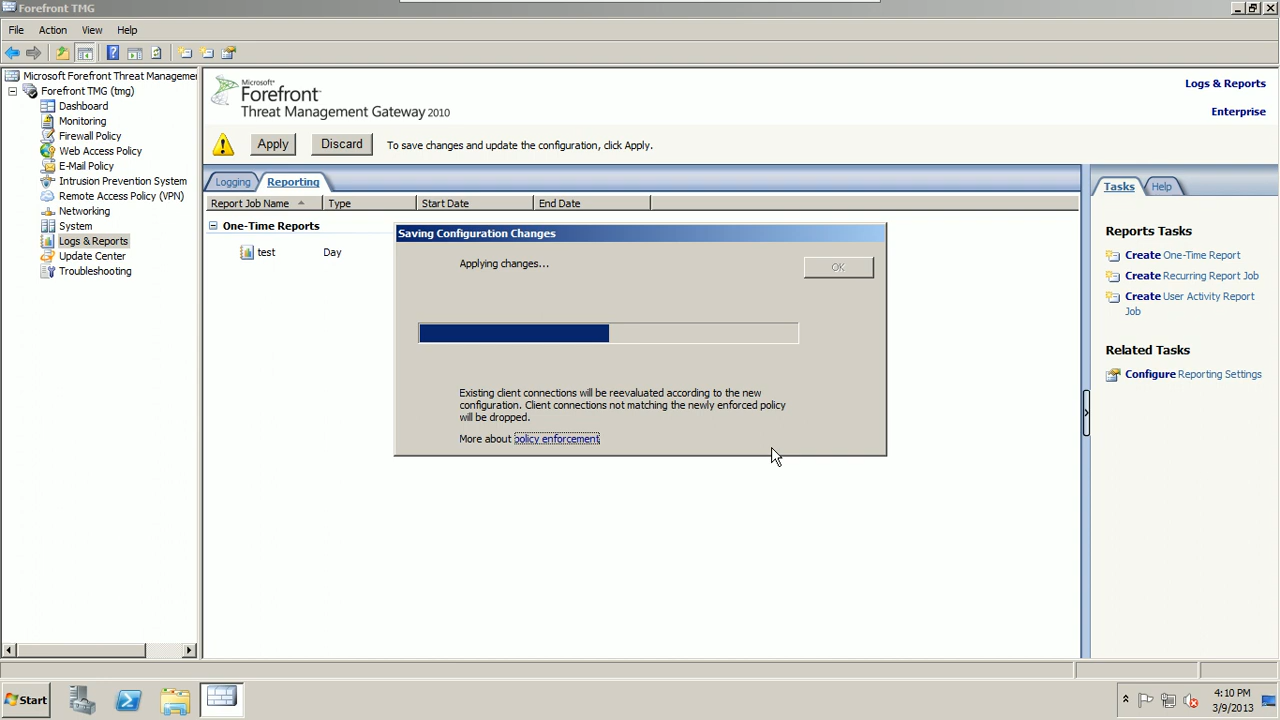 Forefront TMG
File Action View Help
Microsoft Forefront Threat Manageme
Forefront TMG (tmg)
Dashboard
Monitoring
Firewall Policy
Web Access Policy
E-Mail Policy
Intrusion Prevention System
Remote Access Policy (VPN)
Networking
System
Logs & Reports
Update Center
Troubleshooting
Microsoft®
Forefront®
Threat Management Gateway 2010
Logs & Reports
Enterprise
Apply Discard To save changes and update the configuration, click Apply.
Logging Reporting
Report Job Name Type Start Date End Date
One-Time Reports
test Day
Saving Configuration Changes
Applying changes...
OK
Existing client connections will be reevaluated according to the new
configuration. Client connections not matching the newly enforced policy
will be dropped.
More about policy enforcement
Tasks Help
Reports Tasks
Create One-Time Report
Create Recurring Report Job
Create User Activity Report
Job
Related Tasks
Configure Reporting Settings
Start
4:10 PM
3/9/2013